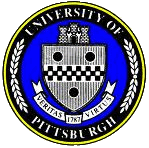 UNIVERSITY OF
VERITAS 1787 VIRTUS
PITTSBURGH